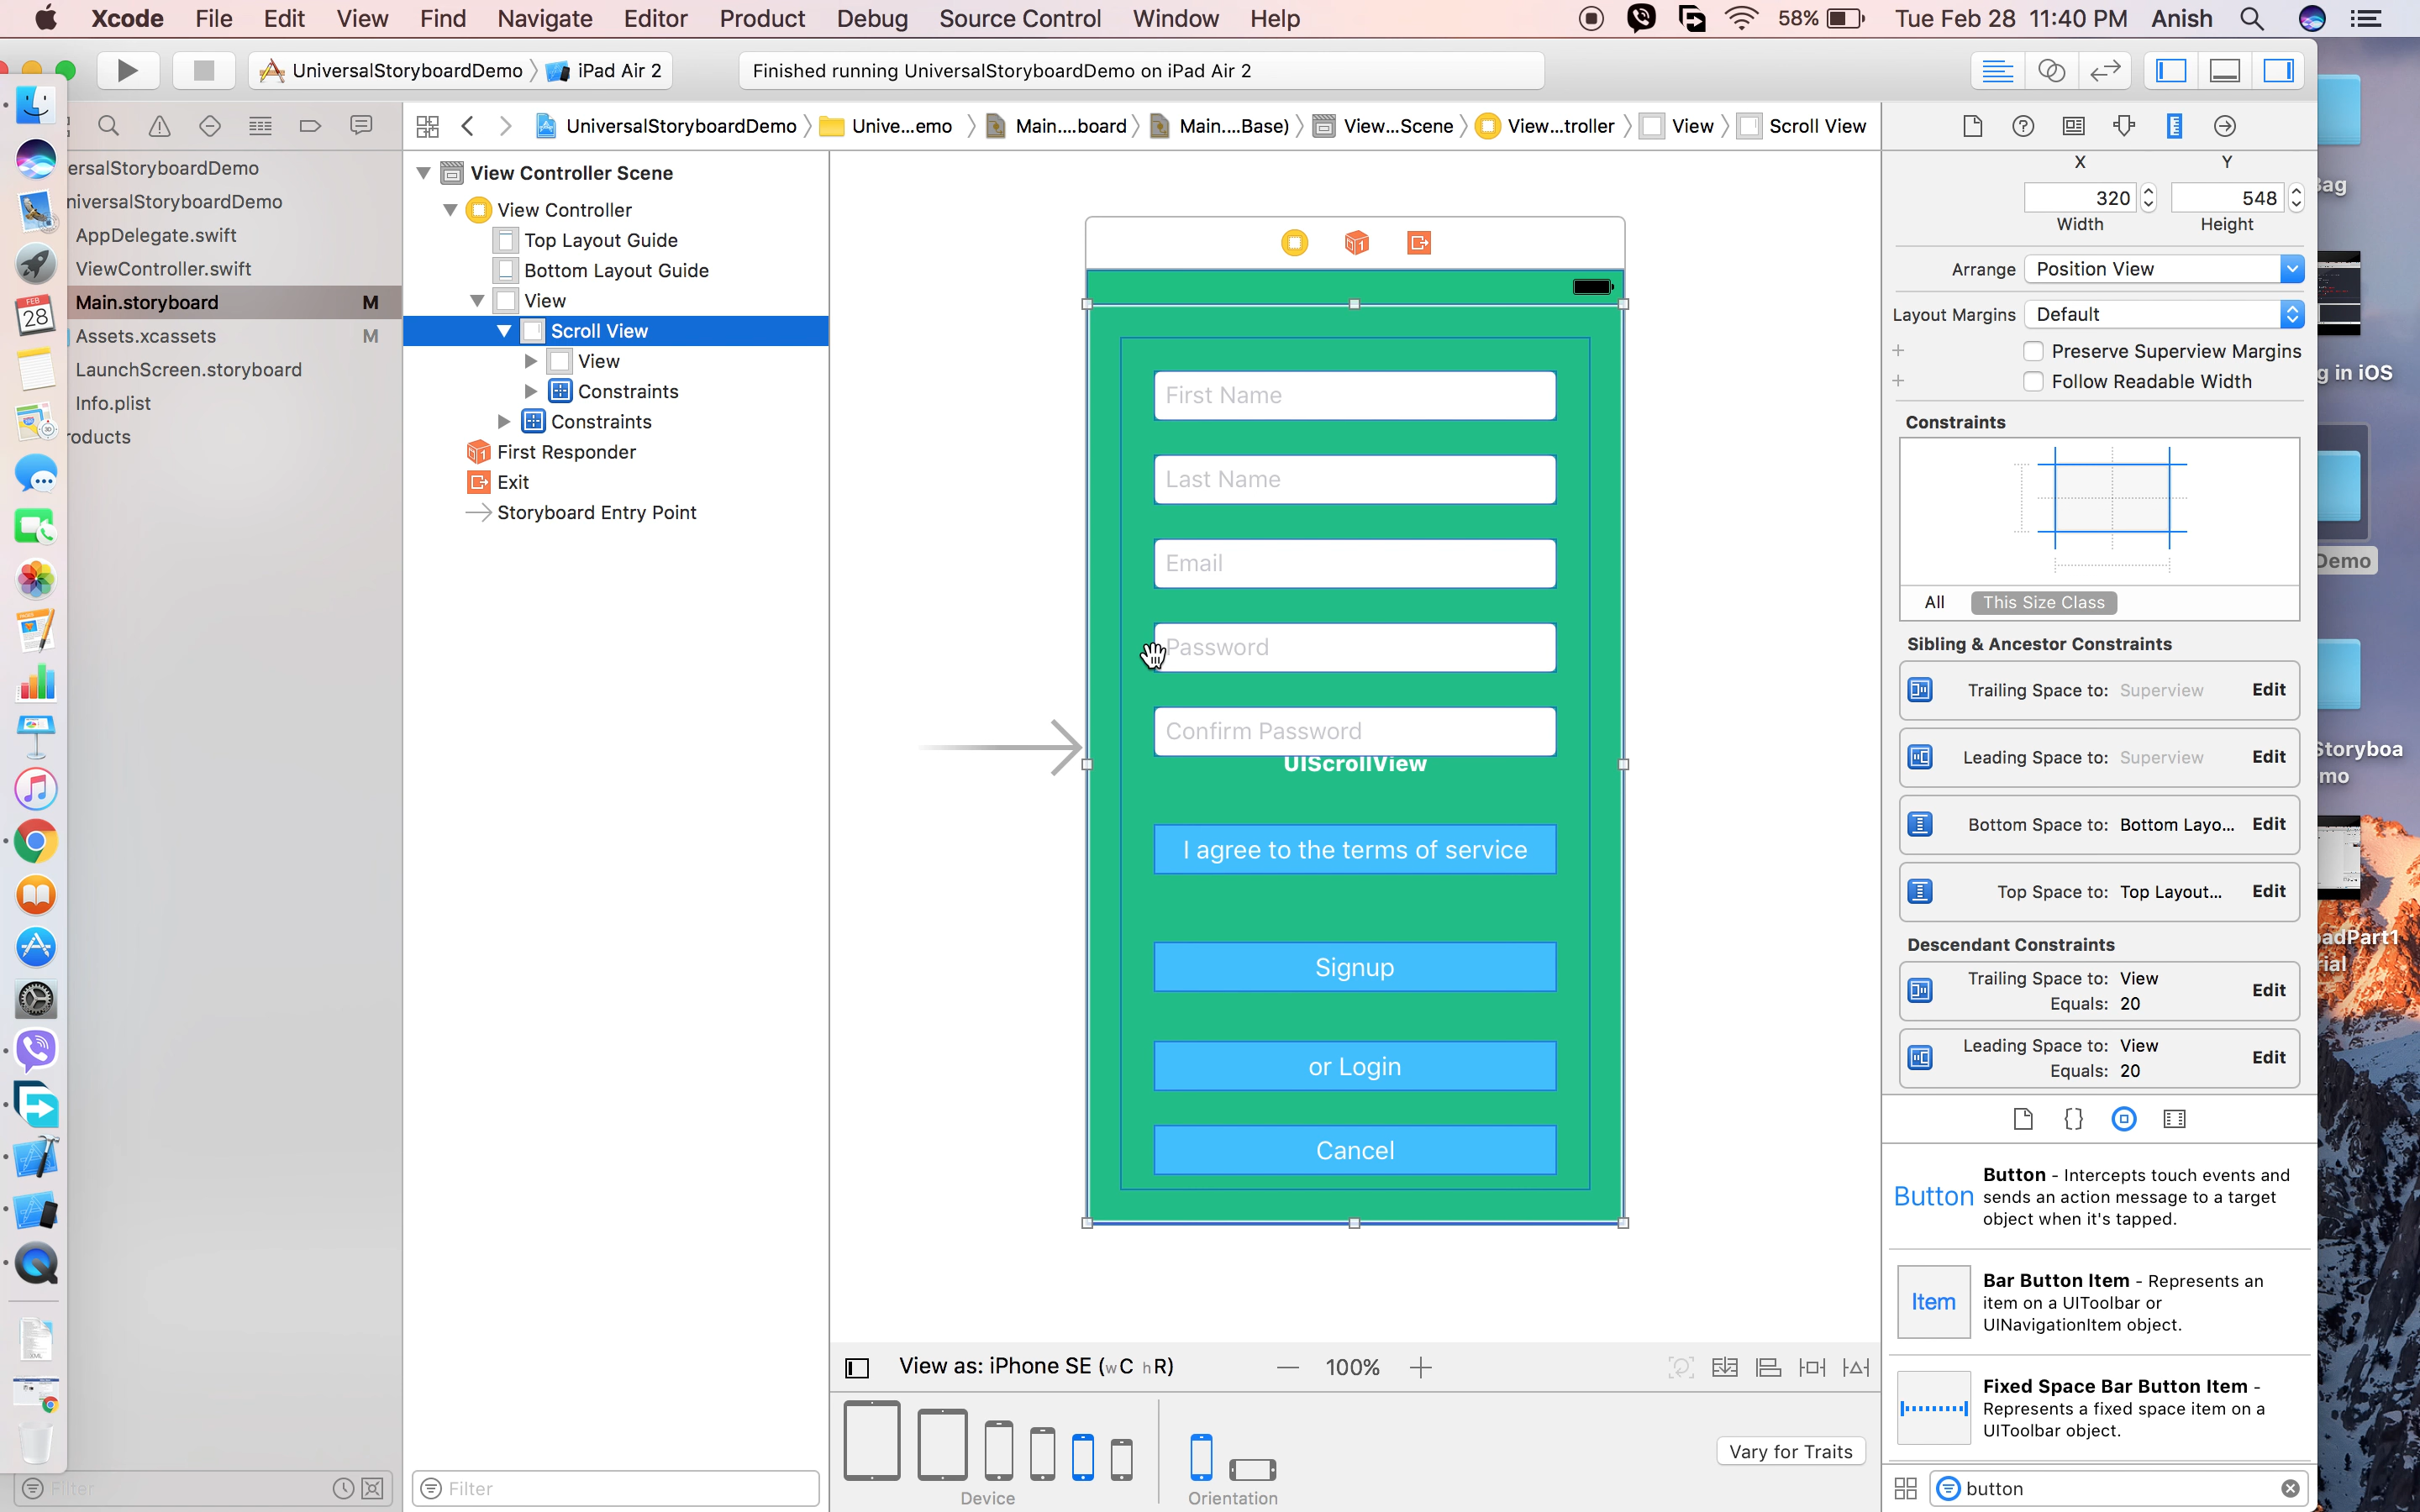 Xcode File Edit View Find Navigate Editor Product Debug Source Control Window Help 58% Tue Feb 28 11:40 PM Anish
UniversalStoryboardDemo iPad Air 2 Finished running UniversalStoryboardDemo on iPad Air 2
UniversalStoryboardDemo Unive...emo Main....board Main....Base) View...Scene View...troller View Scroll View
ersalStoryboardDemo
niversalStoryboardDemo
AppDelegate.swift
ViewController.swift
Main.storyboard M
Assets.xcassets M
LaunchScreen.storyboard
Info.plist
roducts
FEB
28
Filter
View Controller Scene
View Controller
Top Layout Guide
Bottom Layout Guide
View
Scroll View
View
Constraints
Constraints
First Responder
Exit
Storyboard Entry Point
Filter
First Name
Last Name
Email
Password
Confirm Password
UIScrollView
I agree to the terms of service
Signup
or Login
Cancel
View as: iPhone SE (wC hR) 100%
Device Orientation
Vary for Traits
X Y
320 548
Width Height
Arrange Position View
Layout Margins Default
Preserve Superview Margins
Follow Readable Width
Constraints
All This Size Class
Sibling & Ancestor Constraints
Trailing Space to: Superview Edit
Leading Space to: Superview Edit
Bottom Space to: Bottom Layo... Edit
Top Space to: Top Layout... Edit
Descendant Constraints
Trailing Space to: View
Equals: 20 Edit
Leading Space to: View
Equals: 20 Edit
Button
Button - Intercepts touch events and
sends an action message to a target
object when it's tapped.
Item
Bar Button Item - Represents an
item on a UIToolbar or
UINavigationItem object.
Fixed Space Bar Button Item -
Represents a fixed space item on a
UIToolbar object.
button
Bag
g in iOS
Demo
Storyboa
mo
adPart1
rial